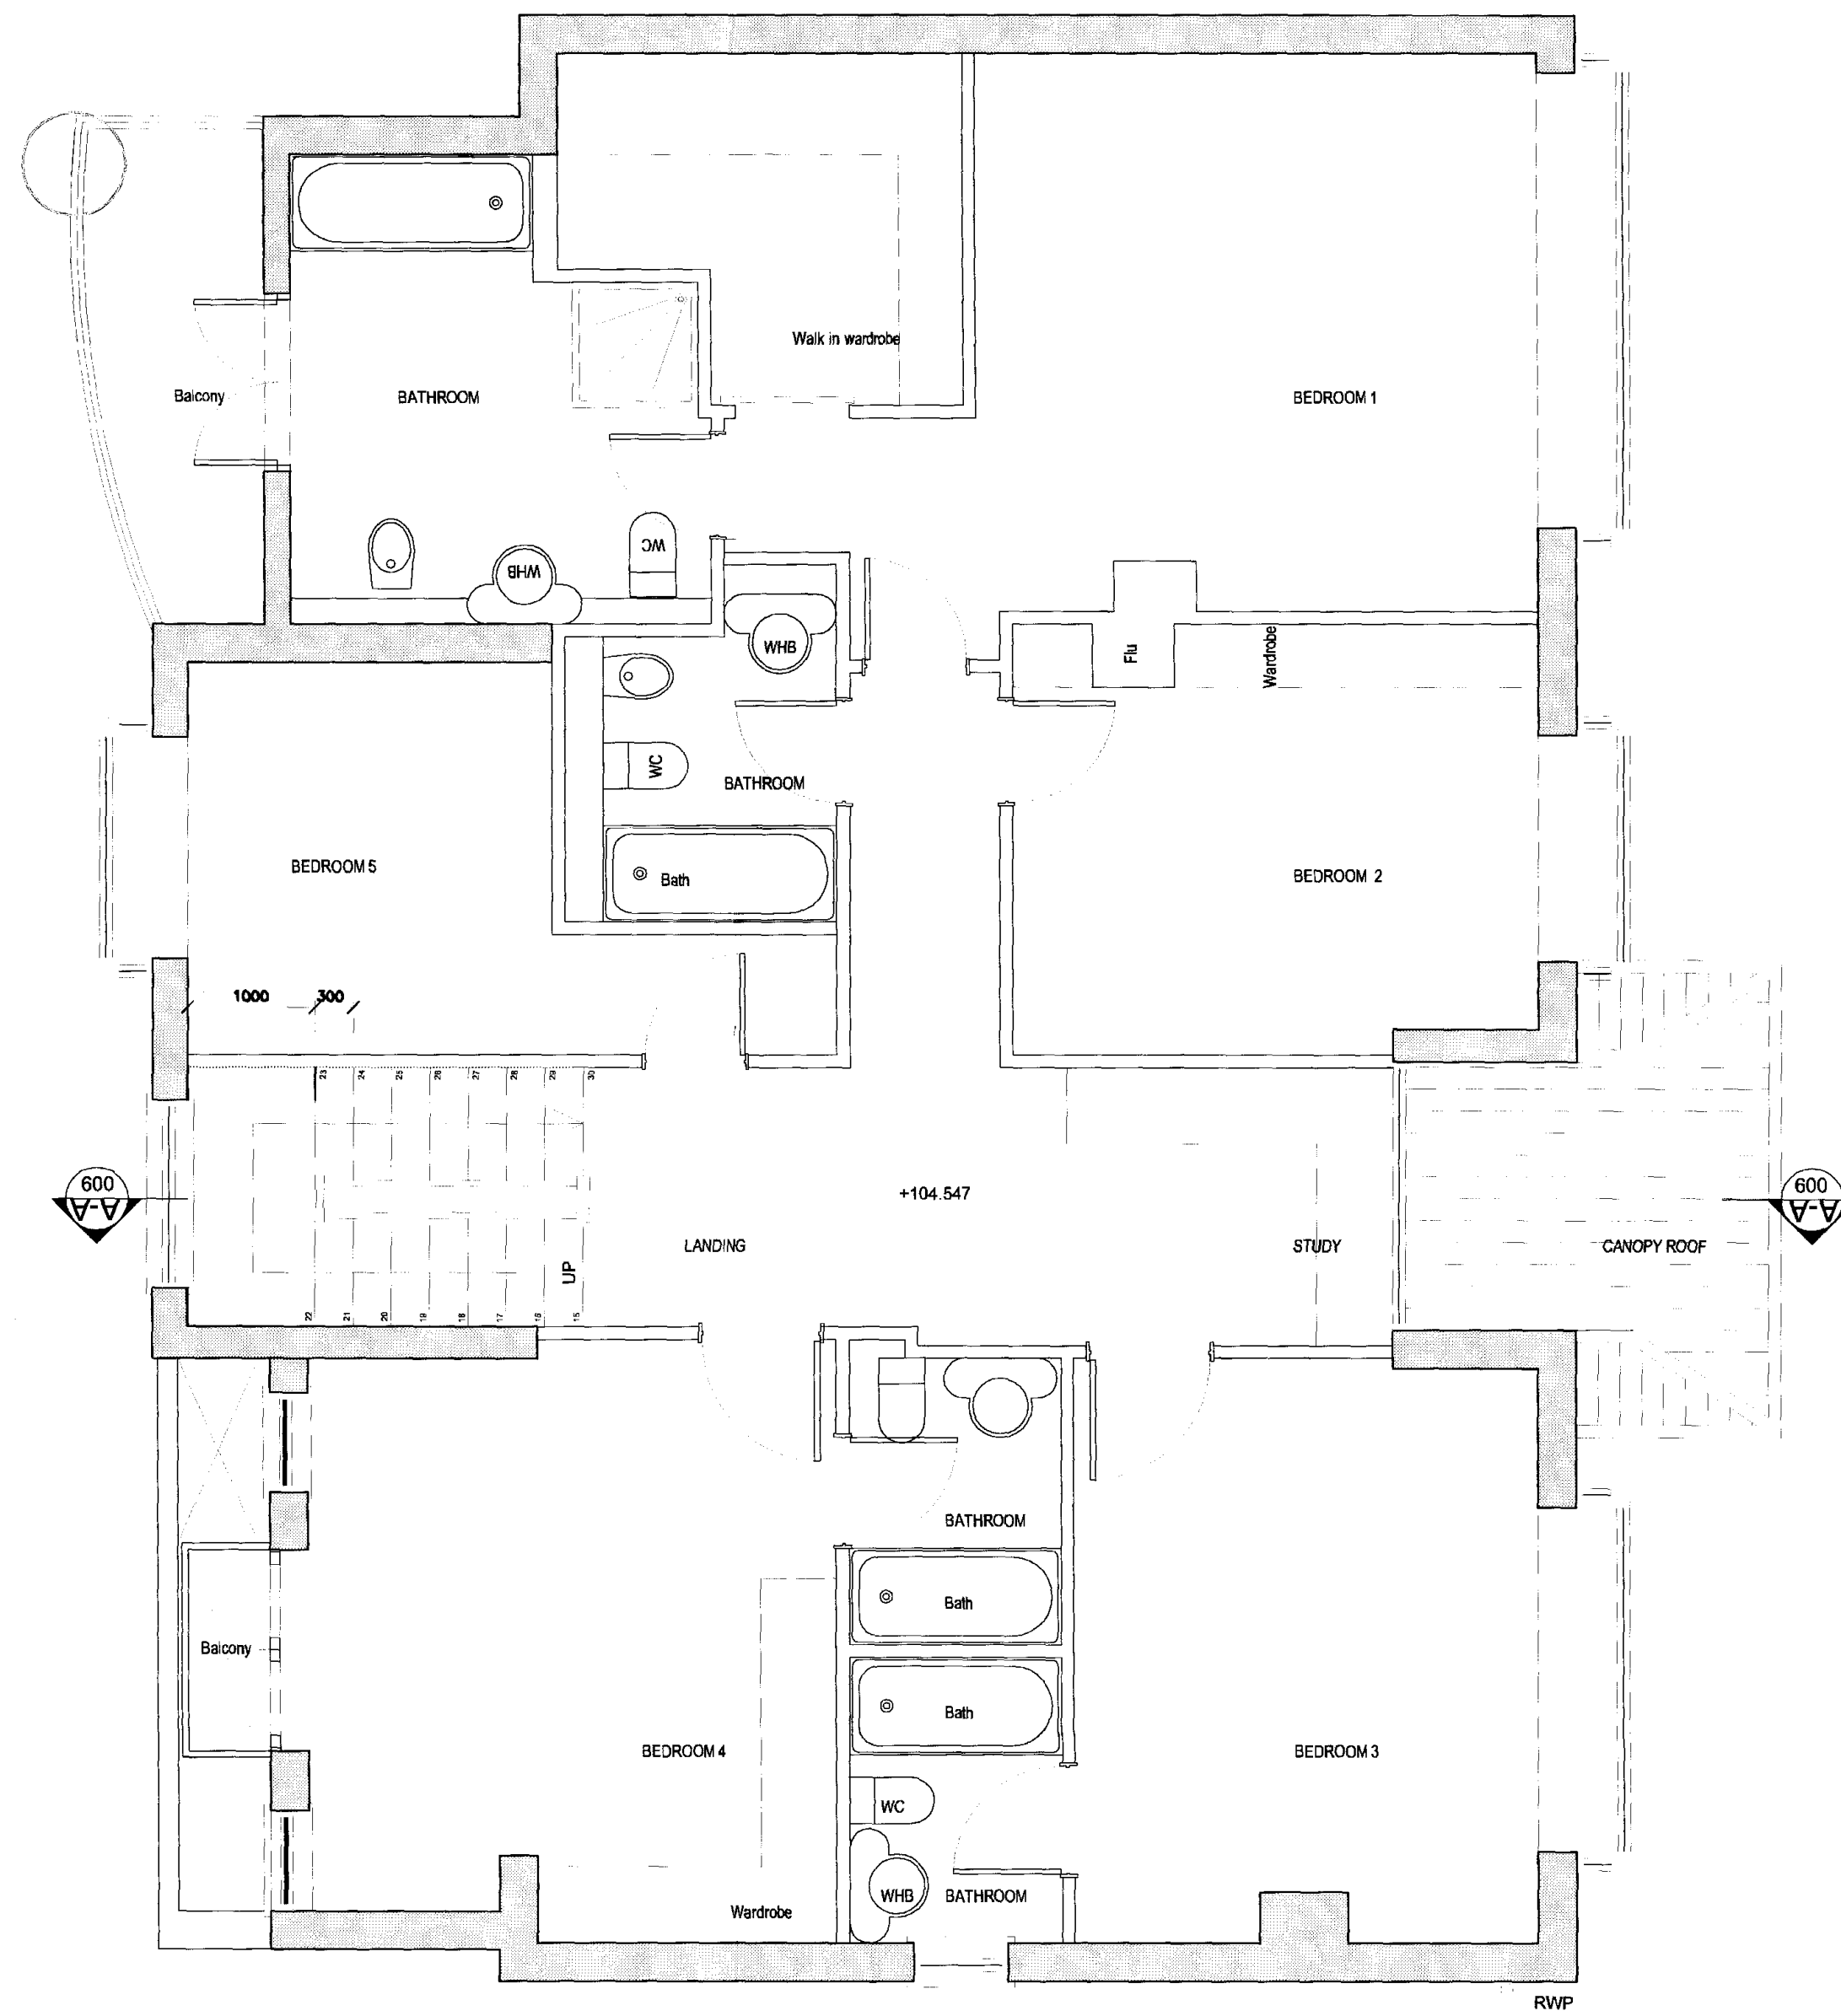 Walk in wardrobe
Balcony
BATHROOM
BEDROOM 1
WC
WHB
WHB
Flu
Wardrobe
WC
BATHROOM
BEDROOM 5
Bath
BEDROOM 2
1000 300
23 24 25 26 27 28 29 30
600
A-A
+104.547
600
A-A
LANDING
STUDY
CANOPY ROOF
UP
22 21 20 19 18 17 16 15
BATHROOM
Bath
Balcony
Bath
BEDROOM 4
BEDROOM 3
WC
WHB
BATHROOM
Wardrobe
RWP